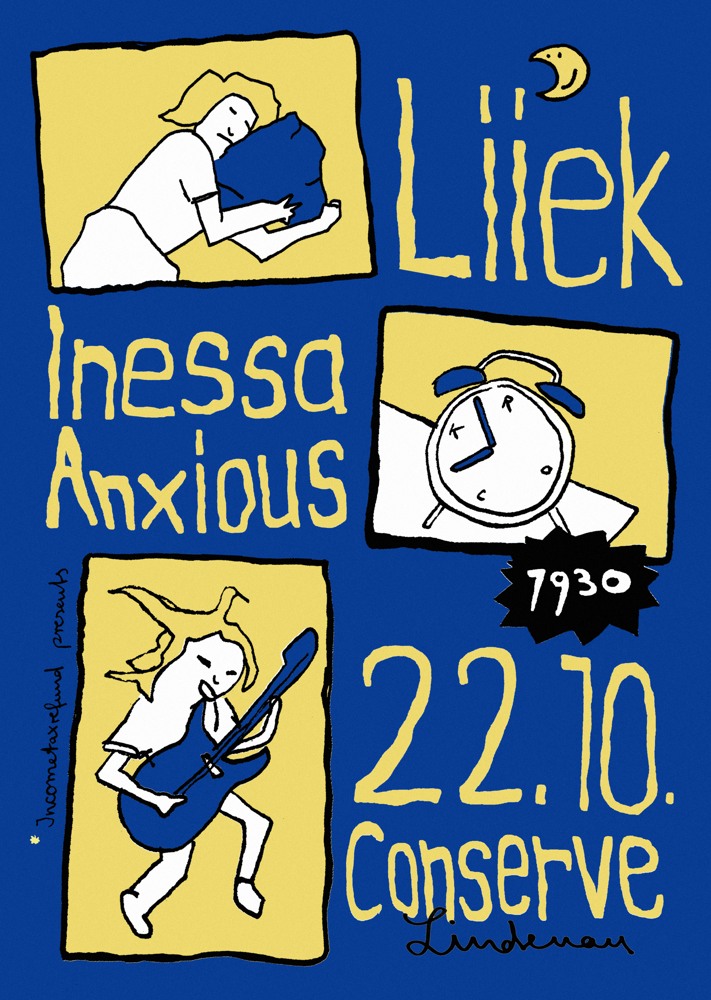 Liiek
Inessa
Anxious
K R
C O
1930
22.10.
Conserve
Lindenau
* Incometaxrefund presents